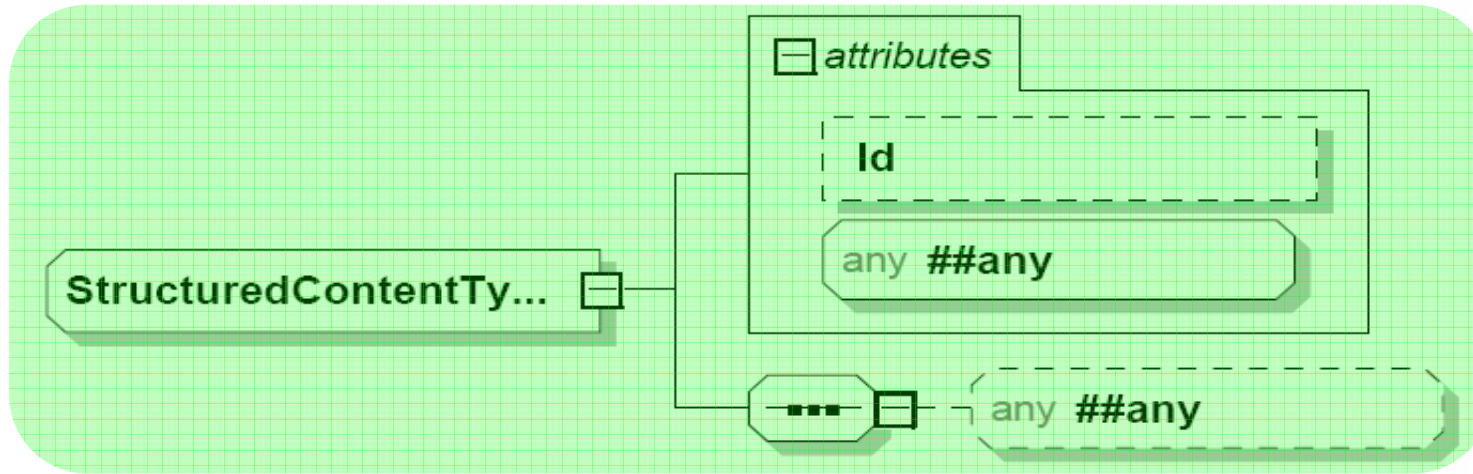 attributes
Id
any ##any
StructuredContentTy...
any ##any